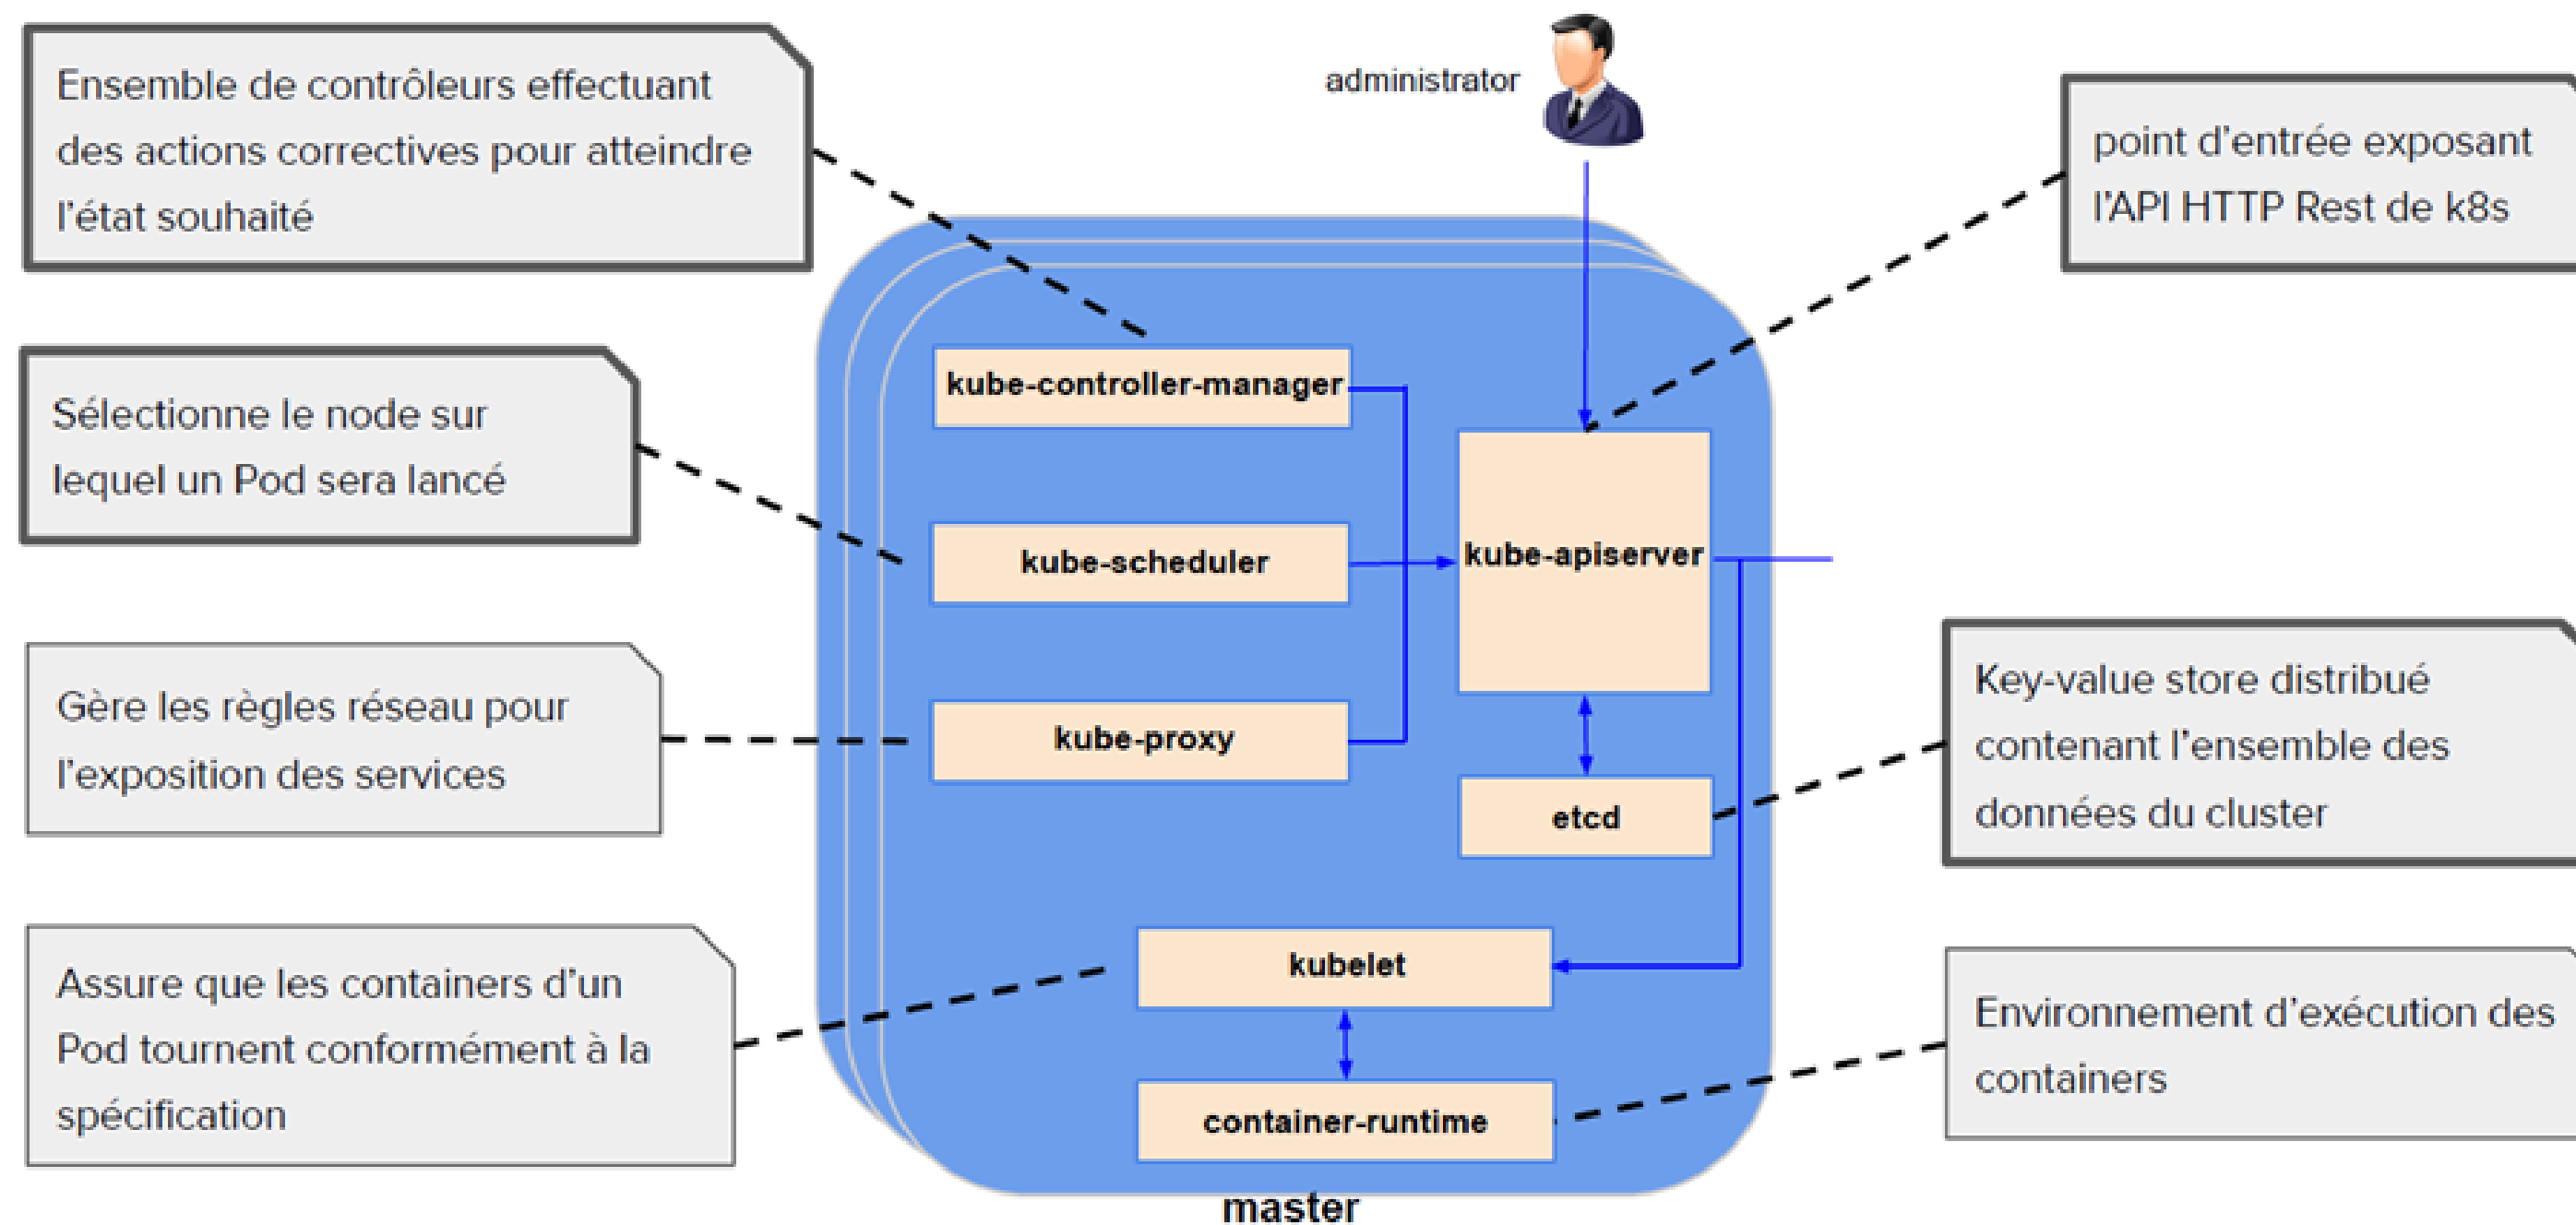 Ensemble de contrôleurs effectuant
des actions correctives pour atteindre
l'état souhaité
administrator
point d'entrée exposant
l'API HTTP Rest de k8s
Sélectionne le node sur
lequel un Pod sera lancé
kube-controller-manager
kube-scheduler
kube-apiserver
Gère les règles réseau pour
l'exposition des services
kube-proxy
etcd
Key-value store distribué
contenant l'ensemble des
données du cluster
Assure que les containers d'un
Pod tournent conformément à la
spécification
kubelet
container-runtime
Environnement d'exécution des
containers
master